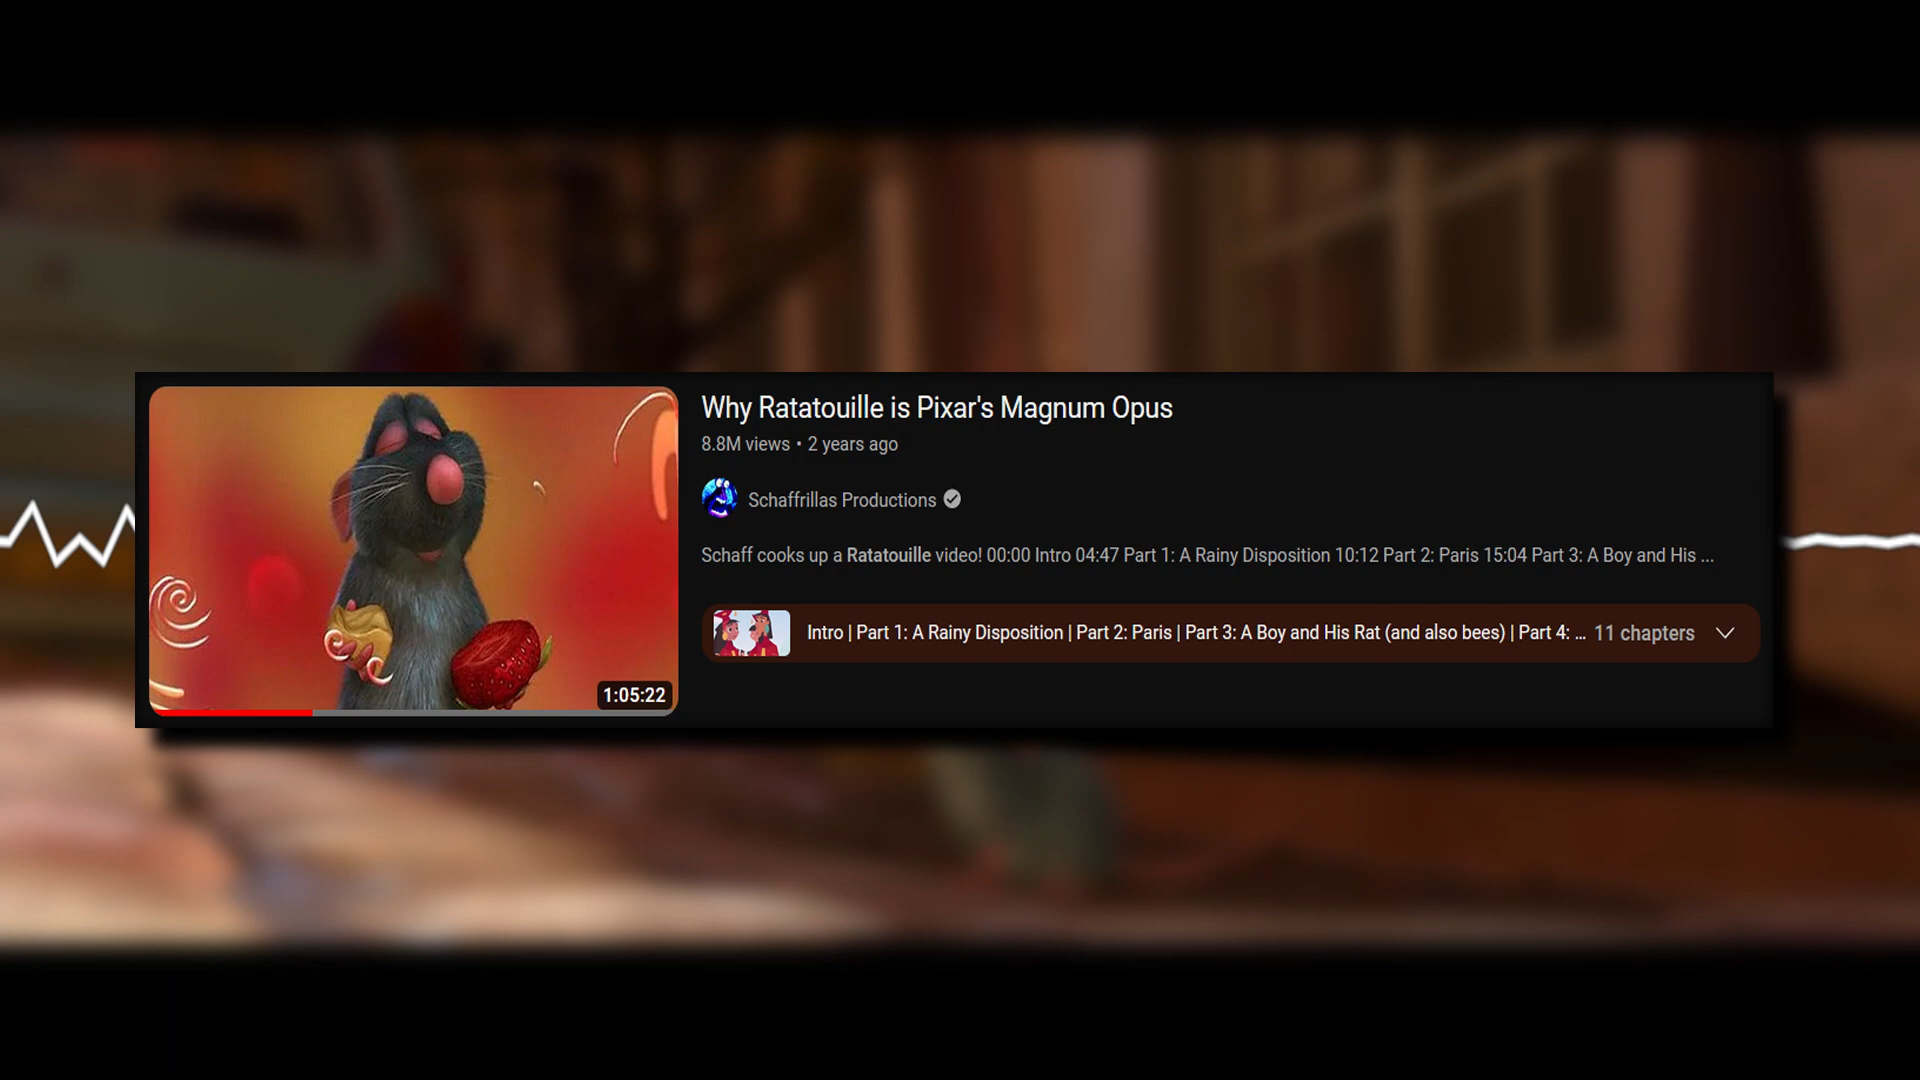 Why Ratatouille is Pixar's Magnum Opus
8.8M views • 2 years ago
Schaffrillas Productions
Schaff cooks up a Ratatouille video! 00:00 Intro 04:47 Part 1: A Rainy Disposition 10:12 Part 2: Paris 15:04 Part 3: A Boy and His ...
1:05:22
Intro | Part 1: A Rainy Disposition | Part 2: Paris | Part 3: A Boy and His Rat (and also bees) | Part 4: ... 11 chapters